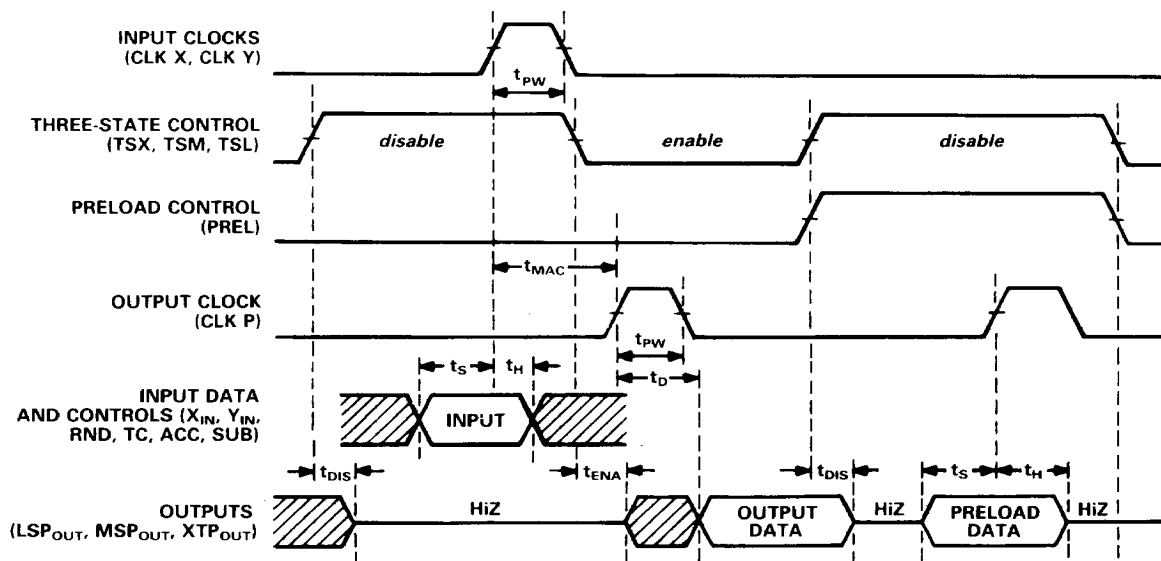 INPUT CLOCKS
(CLK X, CLK Y)
tPW
THREE-STATE CONTROL
(TSX, TSM, TSL)
disable
enable
disable
PRELOAD CONTROL
(PREL)
tMAC
OUTPUT CLOCK
(CLK P)
tPW
tS
tH
tD
INPUT DATA
AND CONTROLS (XIN, YIN,
RND, TC, ACC, SUB)
INPUT
tDIS
tENA
tDIS
tS
tH
OUTPUTS
(LSPOUT, MSPOUT, XTPOUT)
HiZ
OUTPUT
DATA
HiZ
PRELOAD
DATA
HiZ